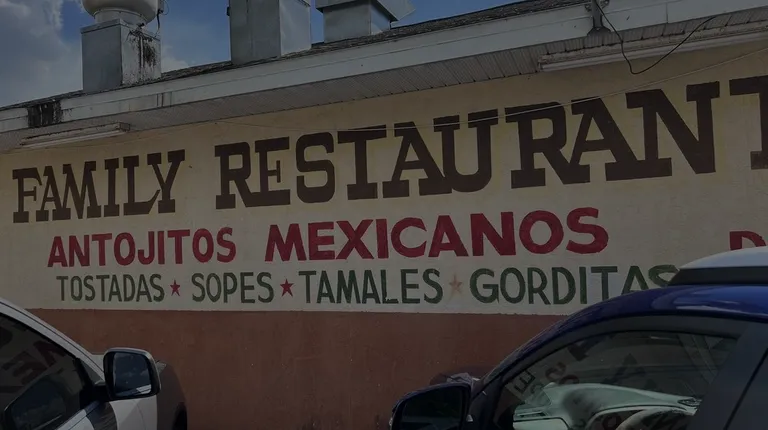 FAMILY RESTAURANT
ANTOJITOS MEXICANOS
TOSTADAS ★ SOPES ★ TAMALES ★ GORDITAS